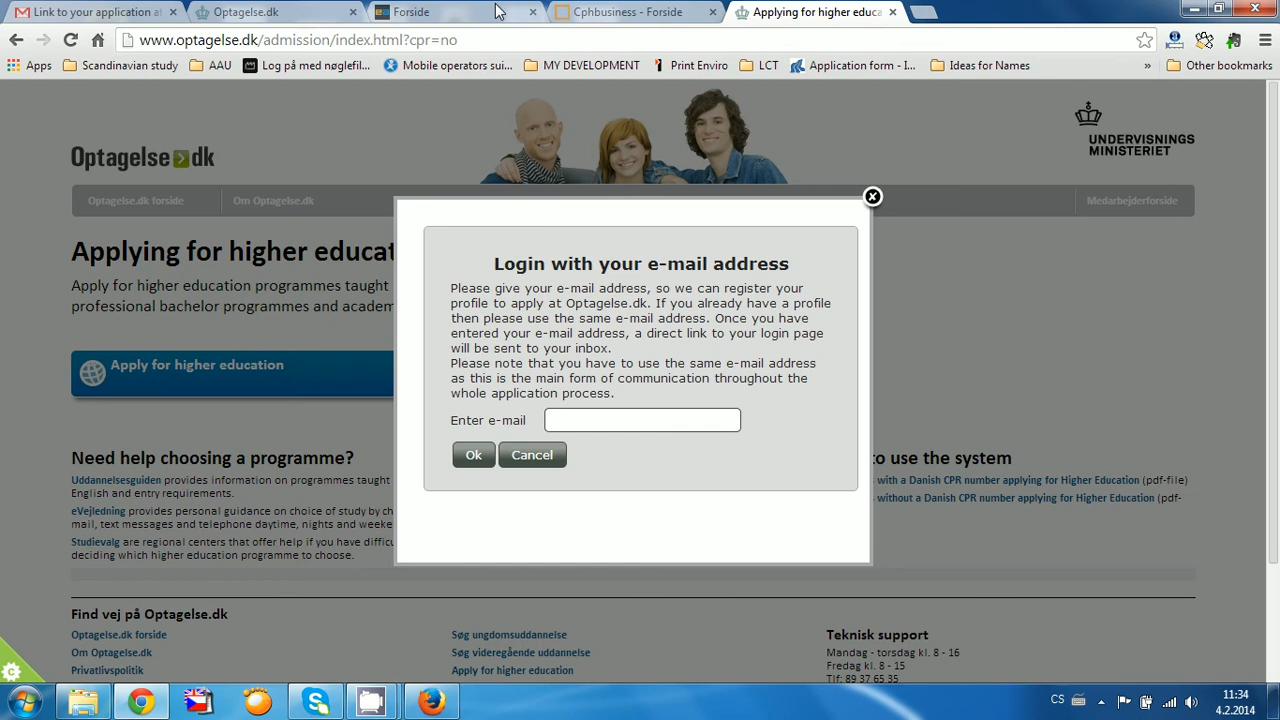 Link to your application a
Optagelse.dk
Forside
Cphbusiness - Forside
Applying for higher educa
www.optagelse.dk/admission/index.html?cpr=no
Apps
Scandinavian study
AAU
Log på med nøglefil...
Mobile operators sui...
MY DEVELOPMENT
Print Enviro
LCT
Application form - I...
Ideas for Names
»
Other bookmarks
Optagelse dk
UNDERVISNINGS
MINISTERIET
Optagelse.dk forside
Om Optagelse.dk
Medarbejderforside
Applying for higher educat
Apply for higher education programmes taught
professional bachelor programmes and academ
Apply for higher education
Login with your e-mail address
Please give your e-mail address, so we can register your
profile to apply at Optagelse.dk. If you already have a profile
then please use the same e-mail address. Once you have
entered your e-mail address, a direct link to your login page
will be sent to your inbox.
Please note that you have to use the same e-mail address
as this is the main form of communication throughout the
whole application process.
Enter e-mail
Ok
Cancel
Need help choosing a programme?
Uddannelsesguiden provides information on programmes taught
English and entry requirements.
eVejledning provides personal guidance on choice of study by ch
mail, text messages and telephone daytime, nights and weeke
Studievalg are regional centers that offer help if you have diffic
deciding which higher education programme to choose.
to use the system
s with a Danish CPR number applying for Higher Education (pdf-file)
s without a Danish CPR number applying for Higher Education (pdf-
Find vej på Optagelse.dk
Optagelse.dk forside
Om Optagelse.dk
Privatlivspolitik
Søg ungdomsuddannelse
Søg videregående uddannelse
Apply for higher education
Teknisk support
Mandag - torsdag kl. 8 - 16
Fredag kl. 8 - 15
Tlf: 89 37 65 35
CS
11:34
4.2.2014